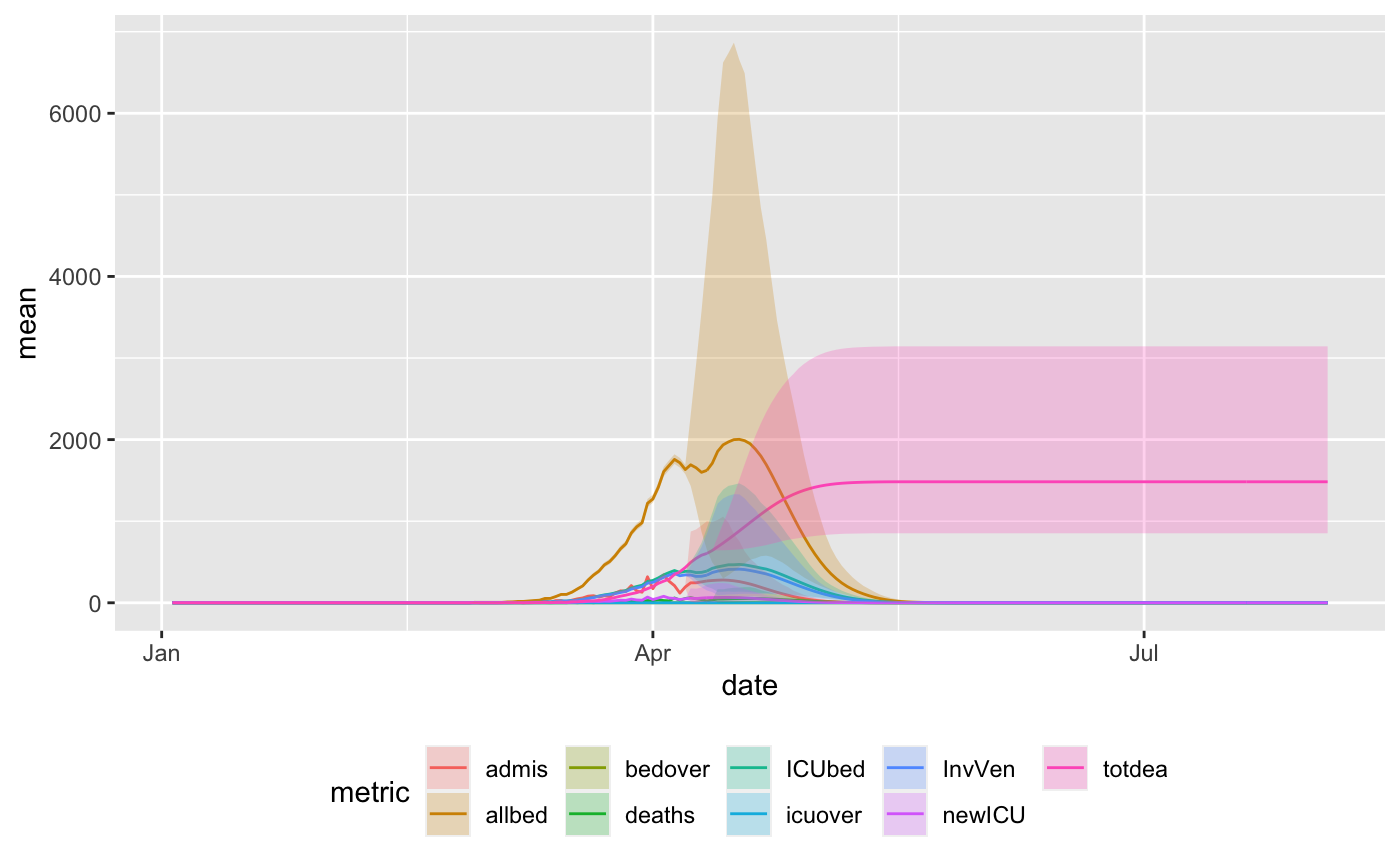 6000
4000
2000
0
mean
Jan Apr Jul
date
metric
admis bedover ICUbed InvVen totdea
allbed deaths icuover newICU